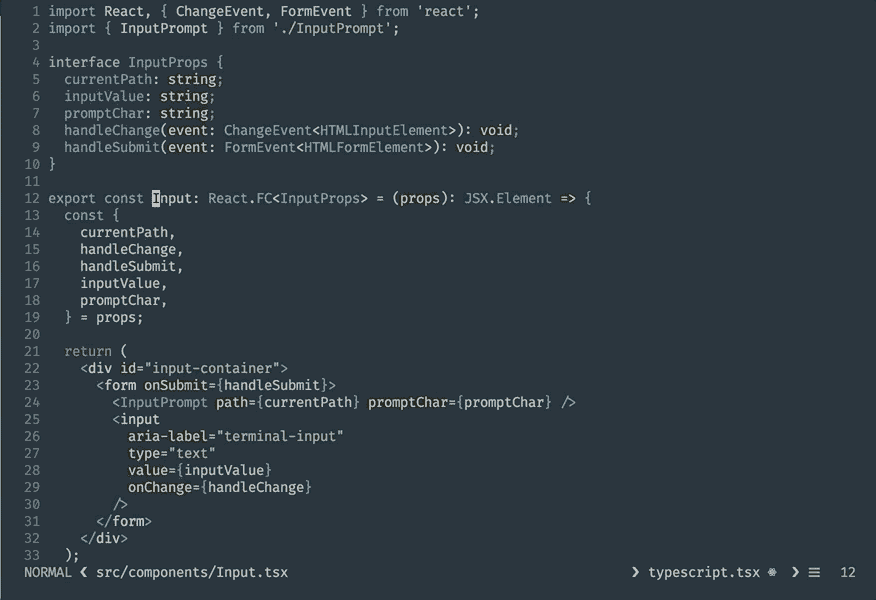 1 import React, { ChangeEvent, FormEvent } from 'react';
2 import { InputPrompt } from './InputPrompt';
3
4 interface InputProps {
5   currentPath: string;
6   inputValue: string;
7   promptChar: string;
8   handleChange(event: ChangeEvent<HTMLInputElement>): void;
9   handleSubmit(event: FormEvent<HTMLFormElement>): void;
10 }
11
12 export const Input: React.FC<InputProps> = (props): JSX.Element => {
13   const {
14     currentPath,
15     handleChange,
16     handleSubmit,
17     inputValue,
18     promptChar,
19   } = props;
20
21   return (
22     <div id="input-container">
23       <form onSubmit={handleSubmit}>
24         <InputPrompt path={currentPath} promptChar={promptChar} />
25         <input
26           aria-label="terminal-input"
27           type="text"
28           value={inputValue}
29           onChange={handleChange}
30         />
31       </form>
32     </div>
33   );
NORMAL ❮ src/components/Input.tsx ❯ typescript.tsx ❯ ☰ 12